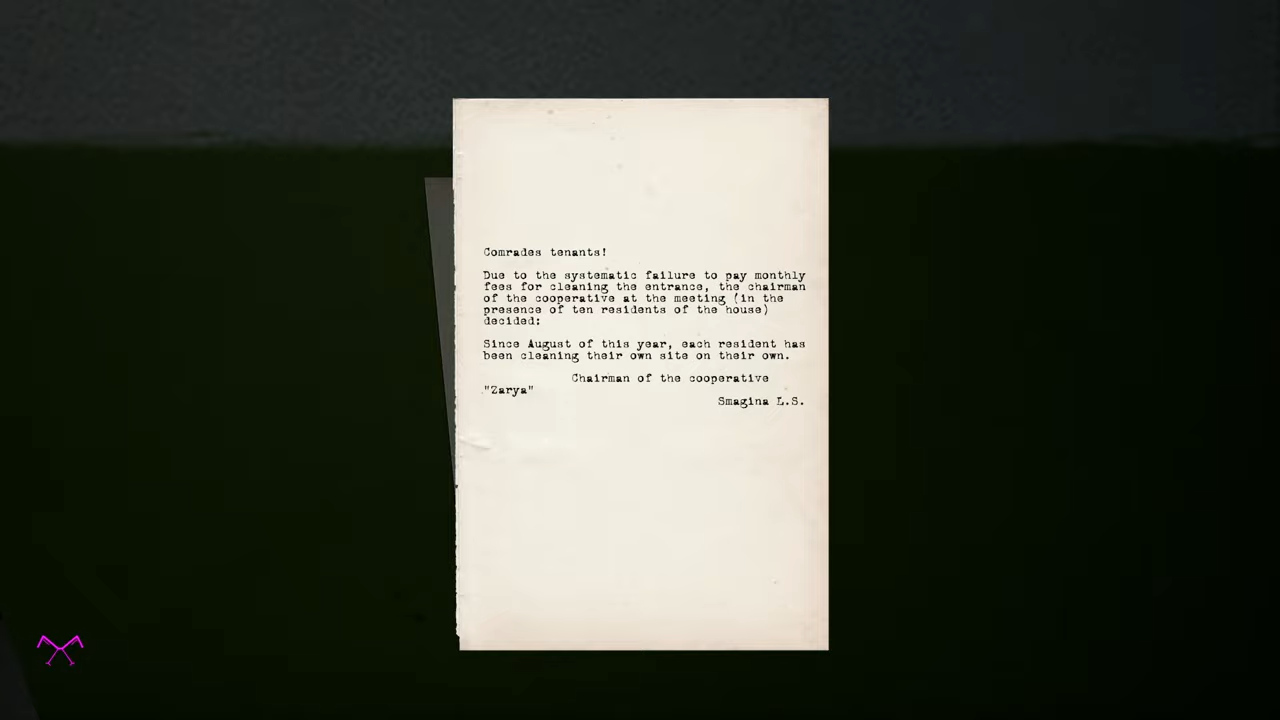 Comrades tenants!
Due to the systematic failure to pay monthly
fees for cleaning the entrance, the chairman
of the cooperative at the meeting (in the
presence of ten residents of the house)
decided:
Since August of this year, each resident has
been cleaning their own site on their own.
Chairman of the cooperative
"Zarya"
Smagina L.S.